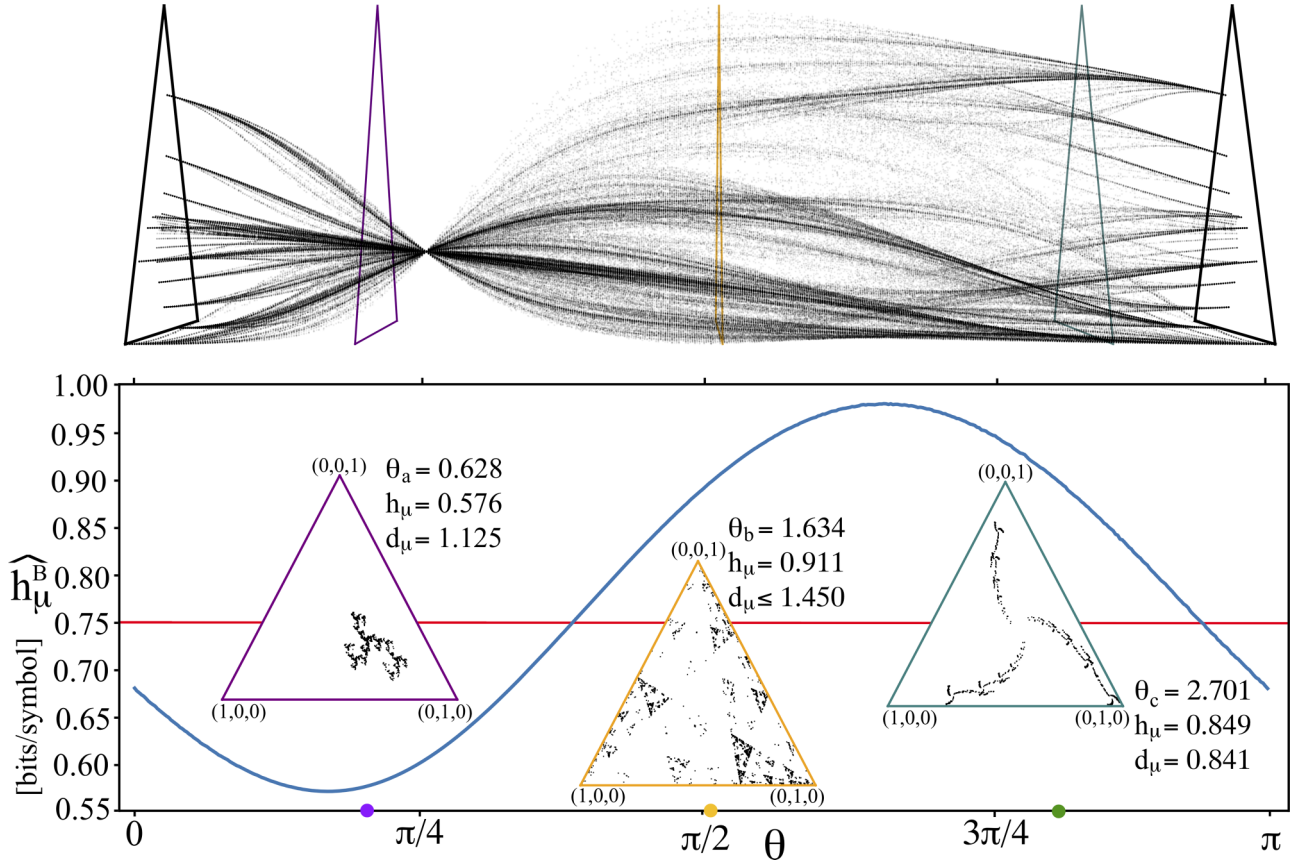 1.00
0.95
0.90
0.85
0.80
0.75
0.70
0.65
0.60
0.55
ĥ_μ^B
[bits/symbol]
(0,0,1)
θ_a = 0.628
h_μ = 0.576
d_μ = 1.125
(1,0,0) (0,1,0)
(0,0,1)
θ_b = 1.634
h_μ = 0.911
d_μ ≤ 1.450
(1,0,0) (0,1,0)
(0,0,1)
(1,0,0) (0,1,0)
θ_c = 2.701
h_μ = 0.849
d_μ = 0.841
0 π/4 π/2 θ 3π/4 π